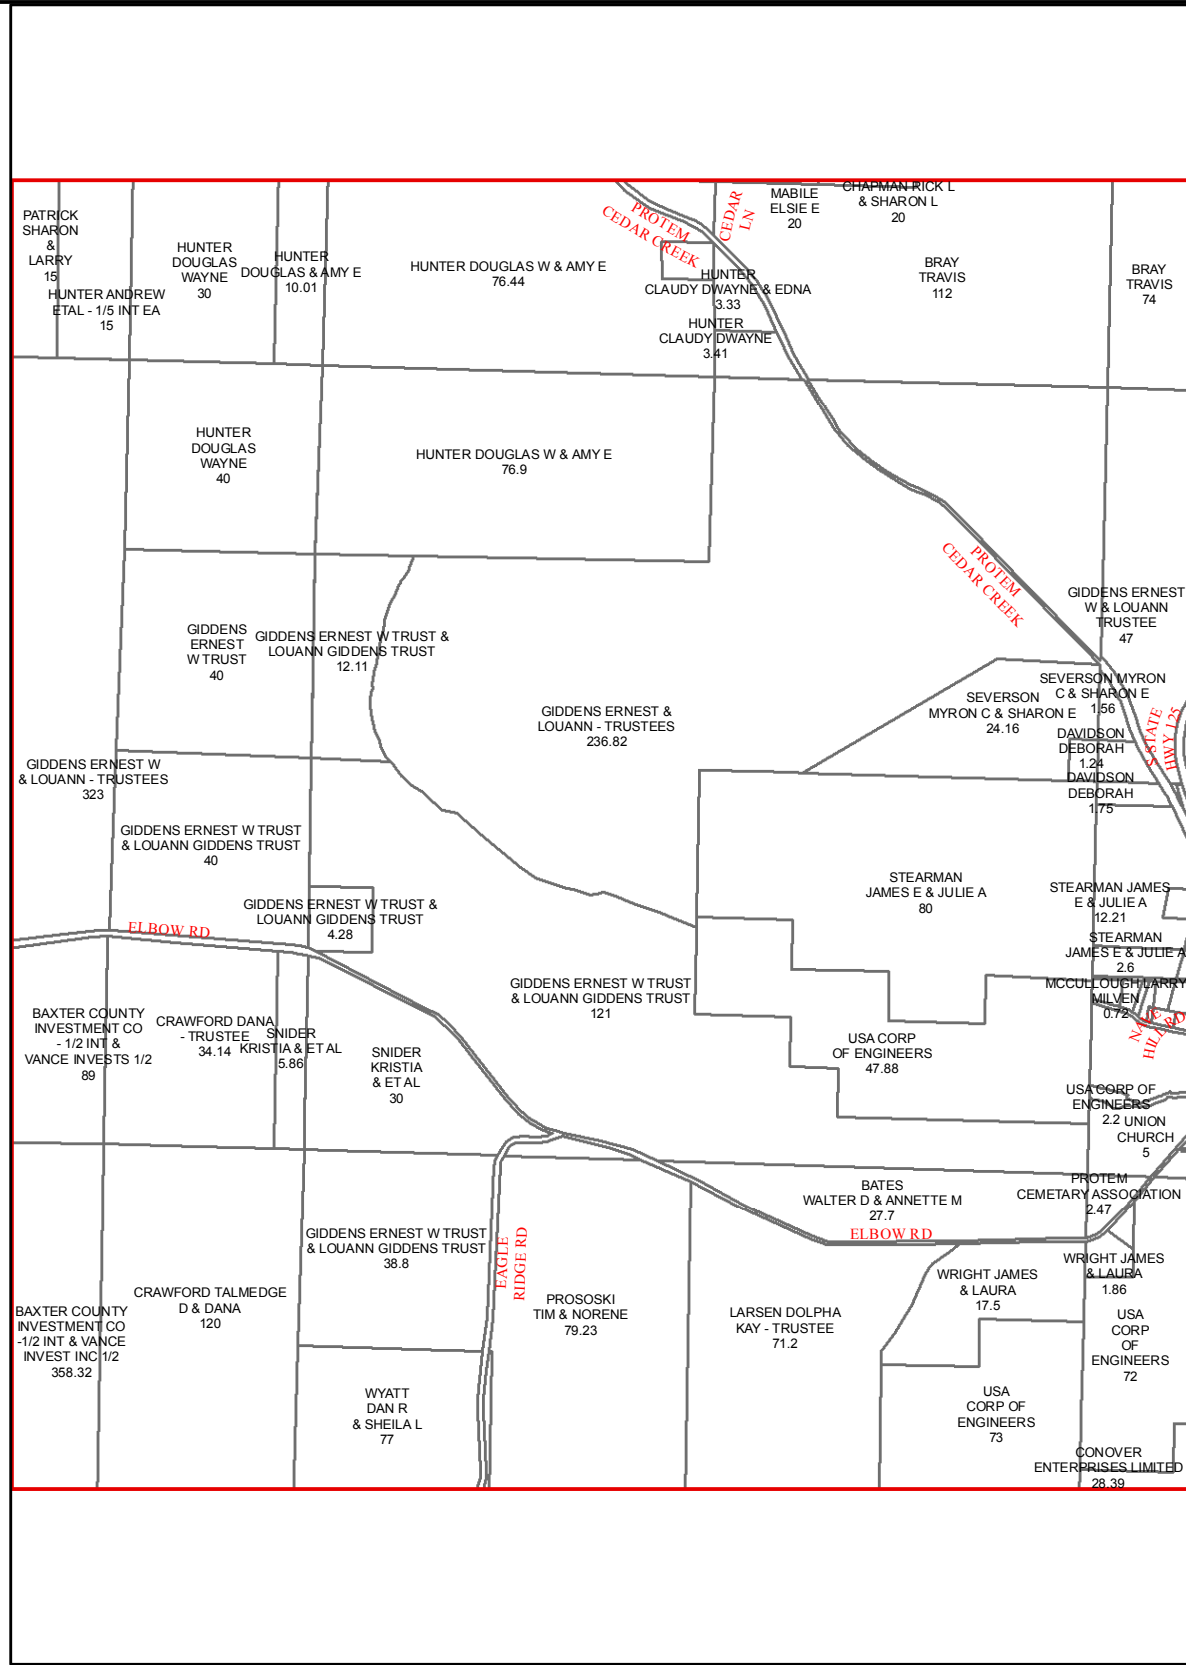 PATRICK
SHARON
&
LARRY
15
HUNTER ANDREW
ETAL - 1/5 INT EA
15
HUNTER
DOUGLAS
WAYNE
30
HUNTER
DOUGLAS & AMY E
10.01
HUNTER DOUGLAS W & AMY E
76.44
PROTEM
CEDAR CREEK
CEDAR
LN
MABILE
ELSIE E
20
CHAPMAN RICK L
& SHARON L
20
HUNTER
CLAUDY DWAYNE & EDNA
3.33
HUNTER
CLAUDY DWAYNE
3.41
BRAY
TRAVIS
112
BRAY
TRAVIS
74
HUNTER
DOUGLAS
WAYNE
40
HUNTER DOUGLAS W & AMY E
76.9
PROTEM
CEDAR CREEK
GIDDENS ERNEST
W & LOUANN
TRUSTEE
47
GIDDENS
ERNEST
W TRUST
40
GIDDENS ERNEST W TRUST &
LOUANN GIDDENS TRUST
12.11
GIDDENS ERNEST &
LOUANN - TRUSTEES
236.82
SEVERSON
MYRON C & SHARON E
24.16
SEVERSON MYRON
C & SHARON E
1.56
S STATE
HWY 125
DAVIDSON
DEBORAH
1.24
DAVIDSON
DEBORAH
1.75
GIDDENS ERNEST W
& LOUANN - TRUSTEES
323
GIDDENS ERNEST W TRUST
& LOUANN GIDDENS TRUST
40
GIDDENS ERNEST W TRUST &
LOUANN GIDDENS TRUST
4.28
ELBOW RD
STEARMAN
JAMES E & JULIE A
80
STEARMAN JAMES
E & JULIE A
12.21
STEARMAN
JAMES E & JULIE A
2.6
MCCULLOUGH LARRY
MILVEN
0.72
NAVE
HILL RD
GIDDENS ERNEST W TRUST
& LOUANN GIDDENS TRUST
121
BAXTER COUNTY
INVESTMENT CO
- 1/2 INT &
VANCE INVESTS 1/2
89
CRAWFORD DANA
- TRUSTEE
34.14
SNIDER
KRISTIA & ET AL
5.86
SNIDER
KRISTIA
& ET AL
30
USA CORP
OF ENGINEERS
47.88
USA CORP OF
ENGINEERS
2.2
UNION
CHURCH
5
BATES
WALTER D & ANNETTE M
27.7
PROTEM
CEMETARY ASSOCIATION
2.47
ELBOW RD
GIDDENS ERNEST W TRUST
& LOUANN GIDDENS TRUST
38.8
EAGLE
RIDGE RD
WRIGHT JAMES
& LAURA
17.5
WRIGHT JAMES
& LAURA
1.86
CRAWFORD TALMEDGE
D & DANA
120
BAXTER COUNTY
INVESTMENT CO
-1/2 INT & VANCE
INVEST INC 1/2
358.32
PROSOSKI
TIM & NORENE
79.23
LARSEN DOLPHA
KAY - TRUSTEE
71.2
USA
CORP
OF
ENGINEERS
72
WYATT
DAN R
& SHEILA L
77
USA
CORP OF
ENGINEERS
73
CONOVER
ENTERPRISES LIMITED
28.39